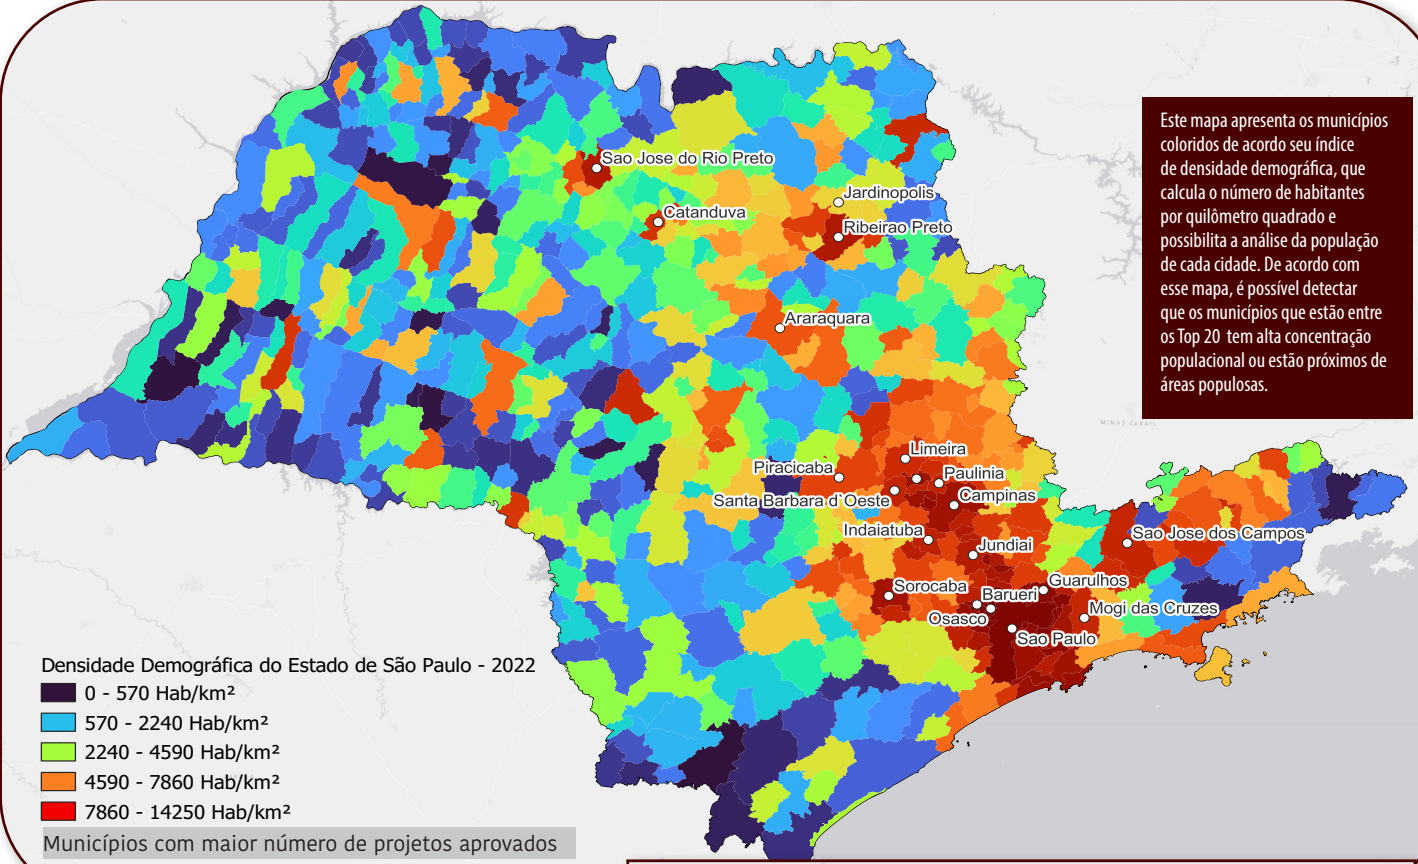 Este mapa apresenta os municípios
coloridos de acordo seu índice
de densidade demográfica, que
calcula o número de habitantes
por quilômetro quadrado e
possibilita a análise da população
de cada cidade. De acordo com
esse mapa, é possível detectar
que os municípios que estão entre
os Top 20 tem alta concentração
populacional ou estão próximos de
áreas populosas.
MINAS GERAIS
Sao Jose do Rio Preto
Jardinopolis
Catanduva
Ribeirao Preto
Araraquara
Limeira
Piracicaba
Paulinia
Santa Barbara d`Oeste
Campinas
Indaiatuba
Sao Jose dos Campos
Jundiai
Guarulhos
Sorocaba
Barueri
Mogi das Cruzes
Osasco
Sao Paulo
Densidade Demográfica do Estado de São Paulo - 2022
0 - 570 Hab/km²
570 - 2240 Hab/km²
2240 - 4590 Hab/km²
4590 - 7860 Hab/km²
7860 - 14250 Hab/km²
Municípios com maior número de projetos aprovados